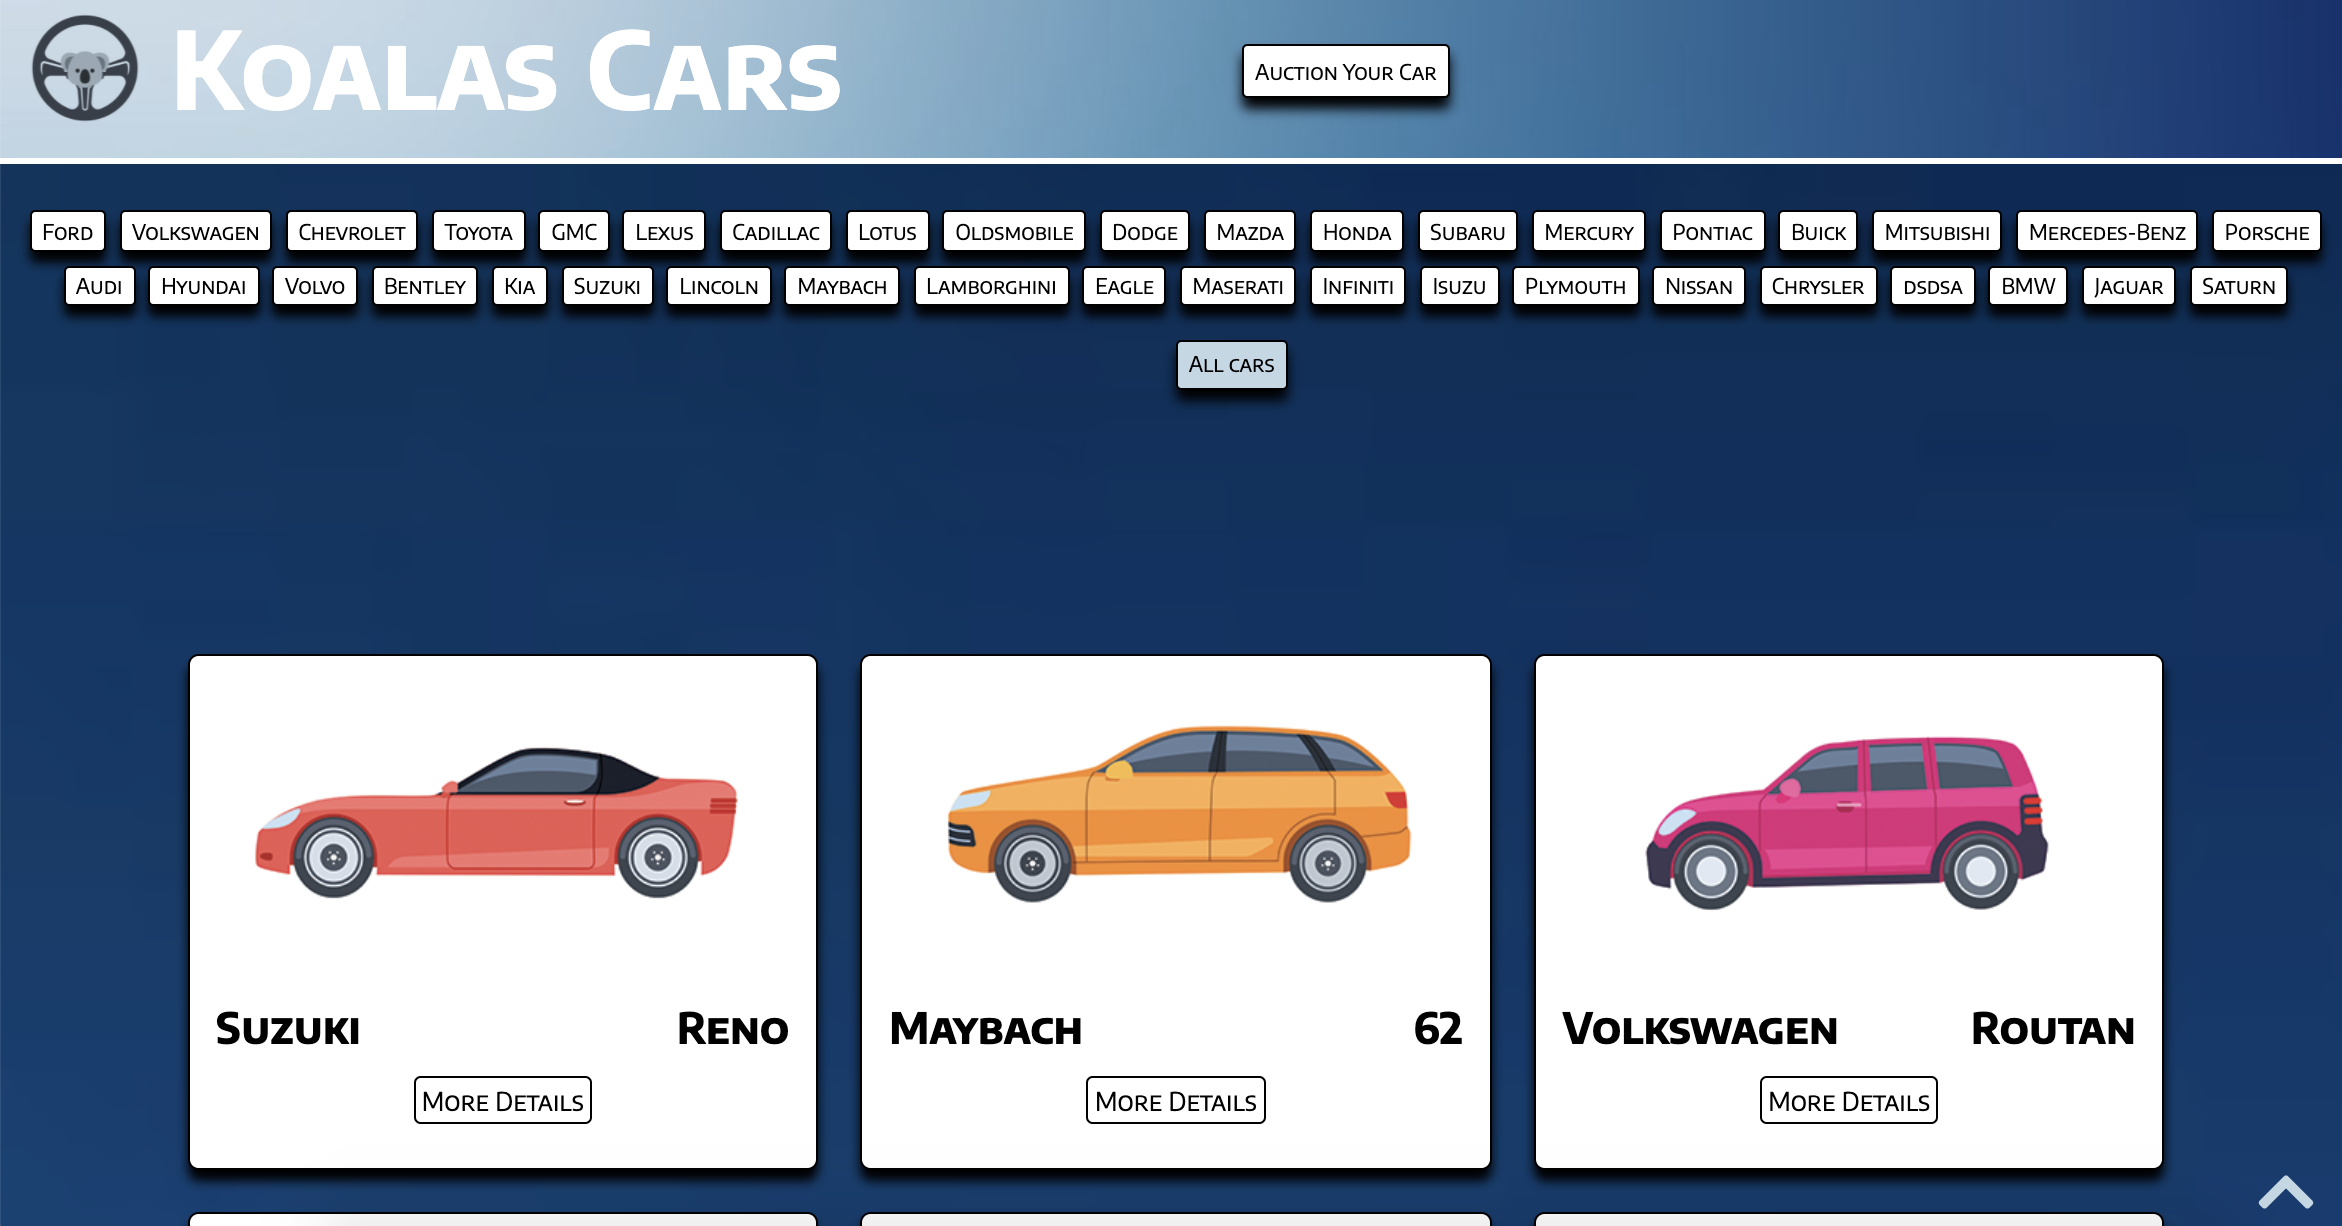 Koalas Cars
Auction Your Car
Ford Volkswagen Chevrolet Toyota GMC Lexus Cadillac Lotus Oldsmobile Dodge Mazda Honda Subaru Mercury Pontiac Buick Mitsubishi Mercedes-Benz Porsche
Audi Hyundai Volvo Bentley Kia Suzuki Lincoln Maybach Lamborghini Eagle Maserati Infiniti Isuzu Plymouth Nissan Chrysler dsdsa BMW Jaguar Saturn
All cars
Suzuki Reno
More Details
Maybach 62
More Details
Volkswagen Routan
More Details